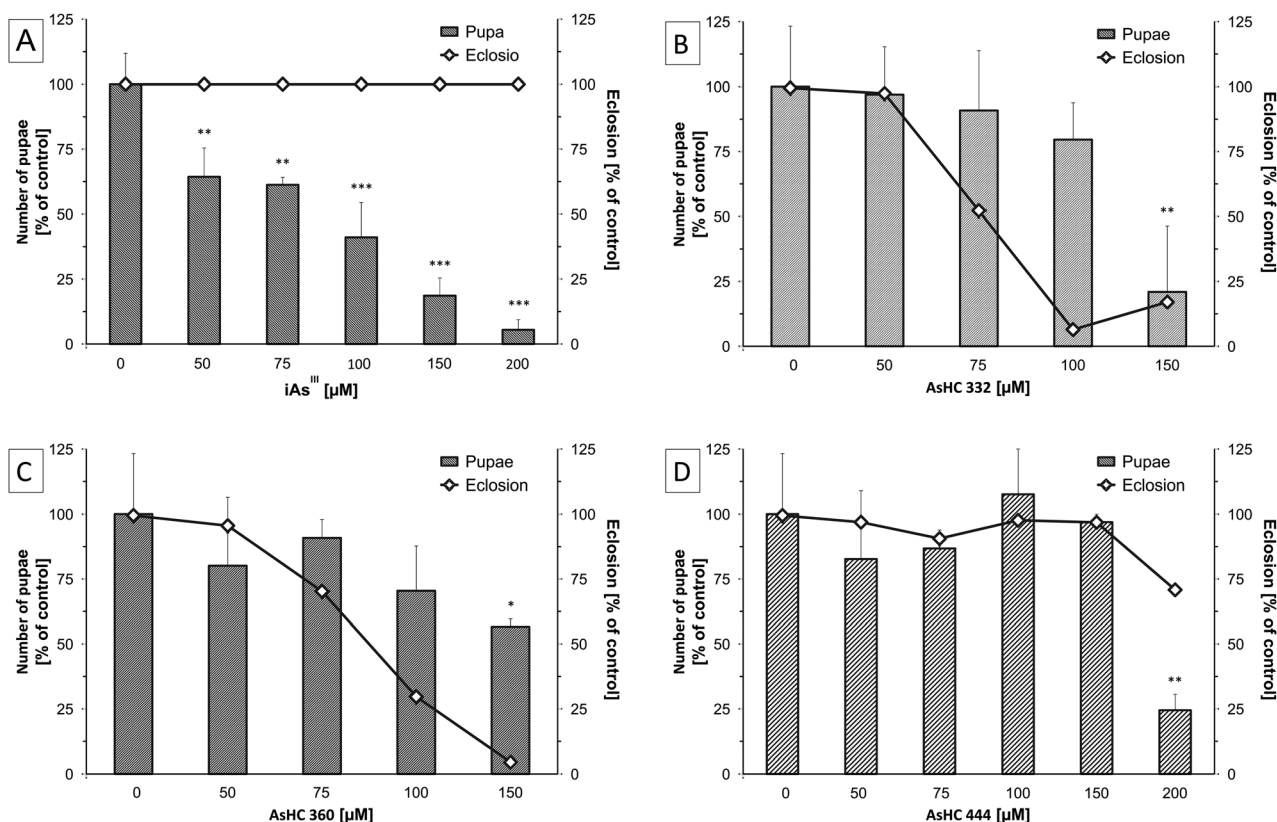 A
125
100
75
50
25
0
Number of pupae
[% of control]
Pupa
Eclosio
**
**
***
***
***
125
100
75
50
25
0
Eclosion [% of control]
0 50 75 100 150 200
iAsIII [µM]
B
125
100
75
50
25
0
Number of pupae
[% of control]
Pupae
Eclosion
**
125
100
75
50
25
0
Eclosion [% of control]
0 50 75 100 150
AsHC 332 [µM]
C
125
100
75
50
25
0
Number of pupae
[% of control]
Pupae
Eclosion
*
125
100
75
50
25
0
Eclosion [% of control]
0 50 75 100 150
AsHC 360 [µM]
D
125
100
75
50
25
0
Number of pupae
[% of control]
Pupae
Eclosion
**
125
100
75
50
25
0
Eclosion [% of control]
0 50 75 100 150 200
AsHC 444 [µM]